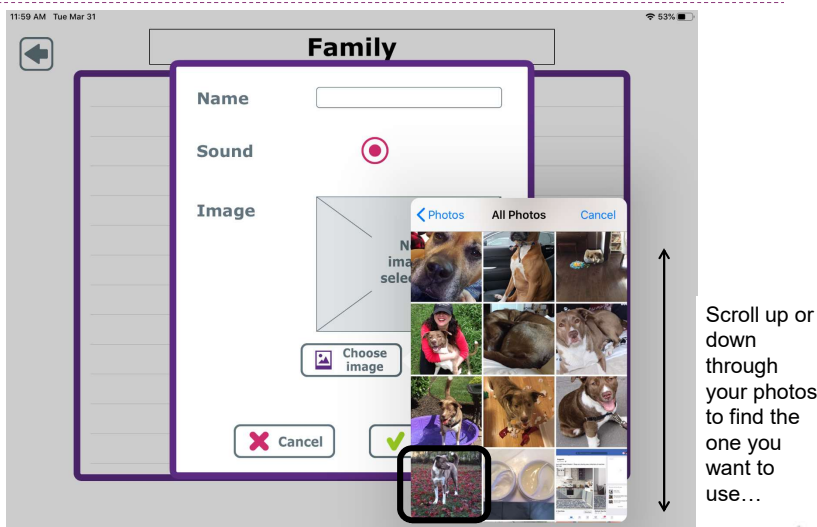 11:59 AM Tue Mar 31
53%
Family
Name
Sound
Image
Photos
All Photos
Cancel
Choose
image
Cancel
Scroll up or
down
through
your photos
to find the
one you
want to
use…